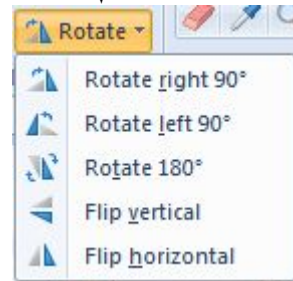 Rotate
Rotate right 90°
Rotate left 90°
Rotate 180°
Flip vertical
Flip horizontal